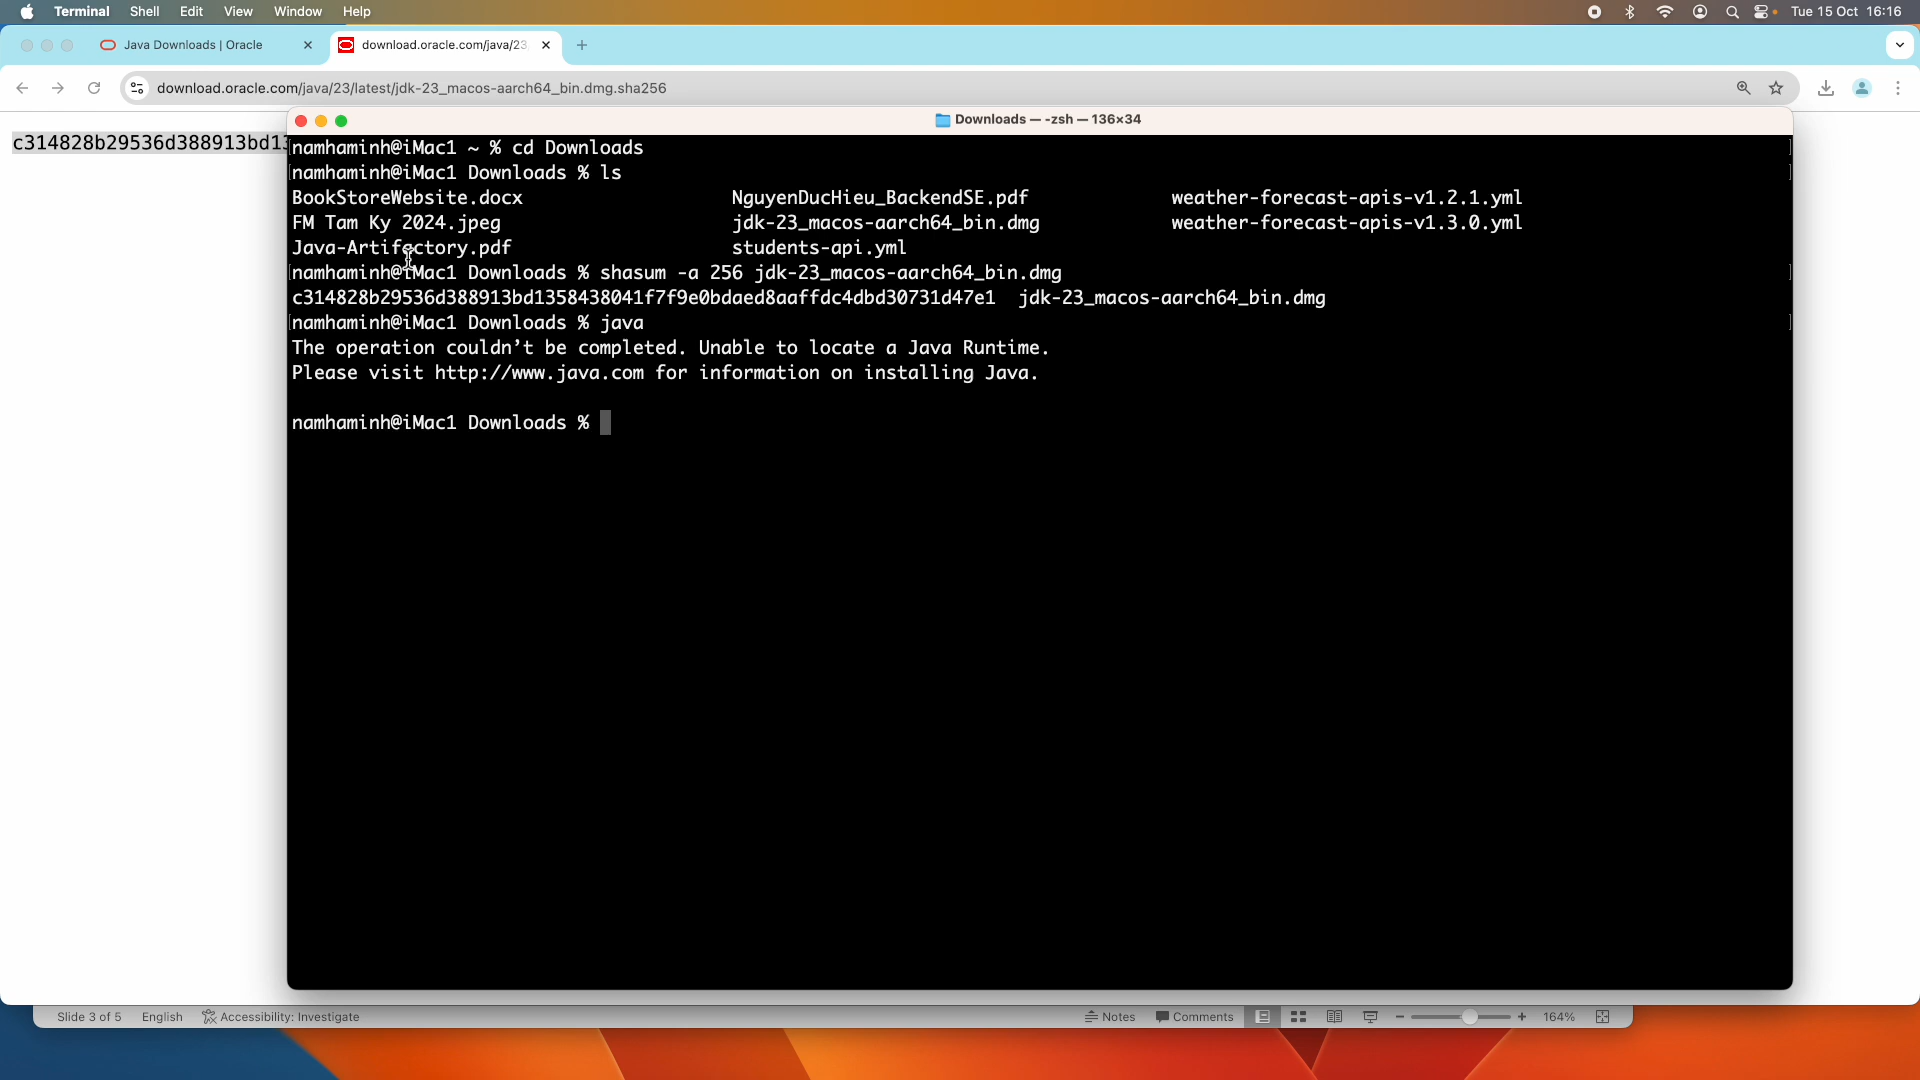 Terminal Shell Edit View Window Help Tue 15 Oct 16:16
Java Downloads | Oracle download.oracle.com/java/23
download.oracle.com/java/23/latest/jdk-23_macos-aarch64_bin.dmg.sha256
Downloads — -zsh — 136×34
c314828b29536d388913bd13
namhaminh@iMac1 ~ % cd Downloads
namhaminh@iMac1 Downloads % ls
BookStoreWebsite.docx NguyenDucHieu_BackendSE.pdf weather-forecast-apis-v1.2.1.yml
FM Tam Ky 2024.jpeg jdk-23_macos-aarch64_bin.dmg weather-forecast-apis-v1.3.0.yml
Java-Artifactory.pdf students-api.yml
namhaminh@iMac1 Downloads % shasum -a 256 jdk-23_macos-aarch64_bin.dmg
c314828b29536d388913bd1358438041f7f9e0bdaed8aaffdc4dbd30731d47e1 jdk-23_macos-aarch64_bin.dmg
namhaminh@iMac1 Downloads % java
The operation couldn’t be completed. Unable to locate a Java Runtime.
Please visit http://www.java.com for information on installing Java.
namhaminh@iMac1 Downloads %
Slide 3 of 5 English Accessibility: Investigate Notes Comments 164%